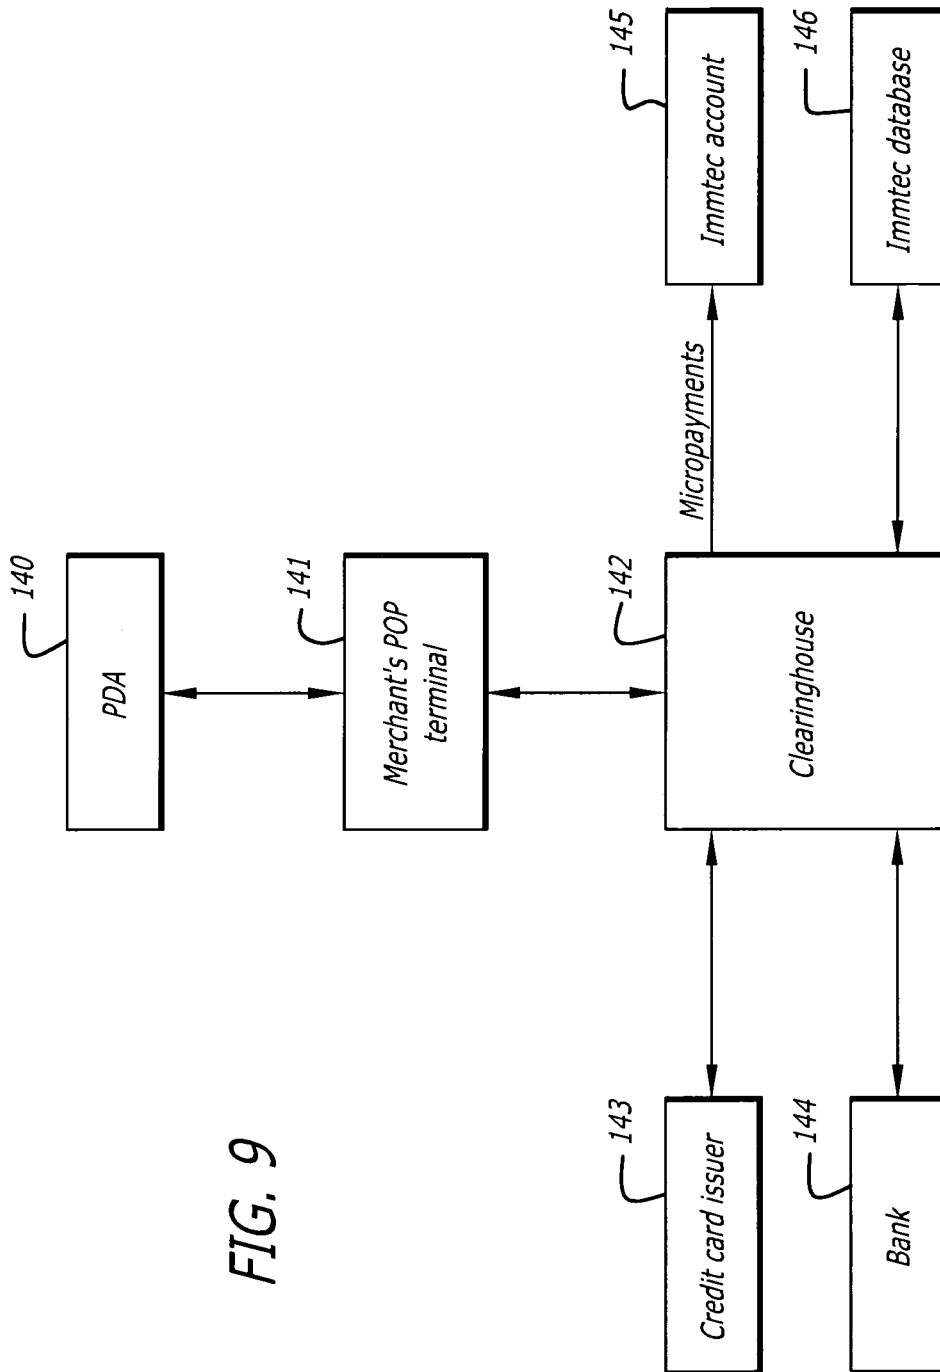 FIG. 9
PDA
140
Merchant's POP
terminal
141
Clearinghouse
142
Credit card issuer
143
Bank
144
Micropayments
Immtec account
145
Immtec database
146